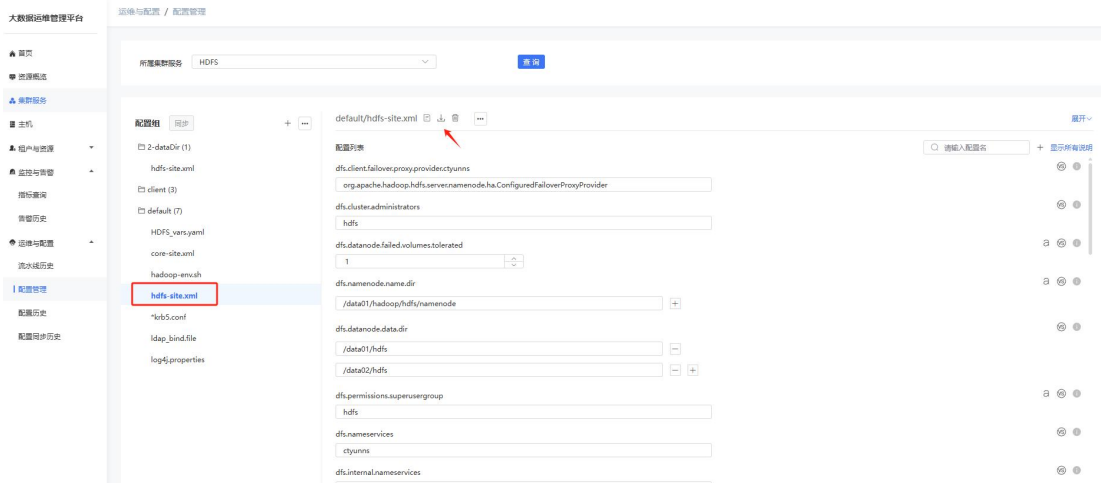 大数据运维管理平台
运维与配置 / 配置管理
首页
资源概览
集群服务
主机
租户与资源
监控与告警
指标查询
告警历史
运维与配置
流水线历史
配置管理
配置历史
配置同步历史
所属集群服务 HDFS 查询
配置组 同步
2-dataDir (1)
hdfs-site.xml
client (3)
default (7)
HDFS_vars.yaml
core-site.xml
hadoop-env.sh
hdfs-site.xml
*krb5.conf
ldap_bind.file
log4j.properties
default/hdfs-site.xml 展开
配置列表 请输入配置名 显示所有说明
dfs.client.failover.proxy.provider.ctyunns
org.apache.hadoop.hdfs.server.namenode.ha.ConfiguredFailoverProxyProvider
dfs.cluster.administrators
hdfs
dfs.datanode.failed.volumes.tolerated
1
dfs.namenode.name.dir
/data01/hadoop/hdfs/namenode
dfs.datanode.data.dir
/data01/hdfs
/data02/hdfs
dfs.permissions.superusergroup
hdfs
dfs.nameservices
ctyunns
dfs.internal.nameservices